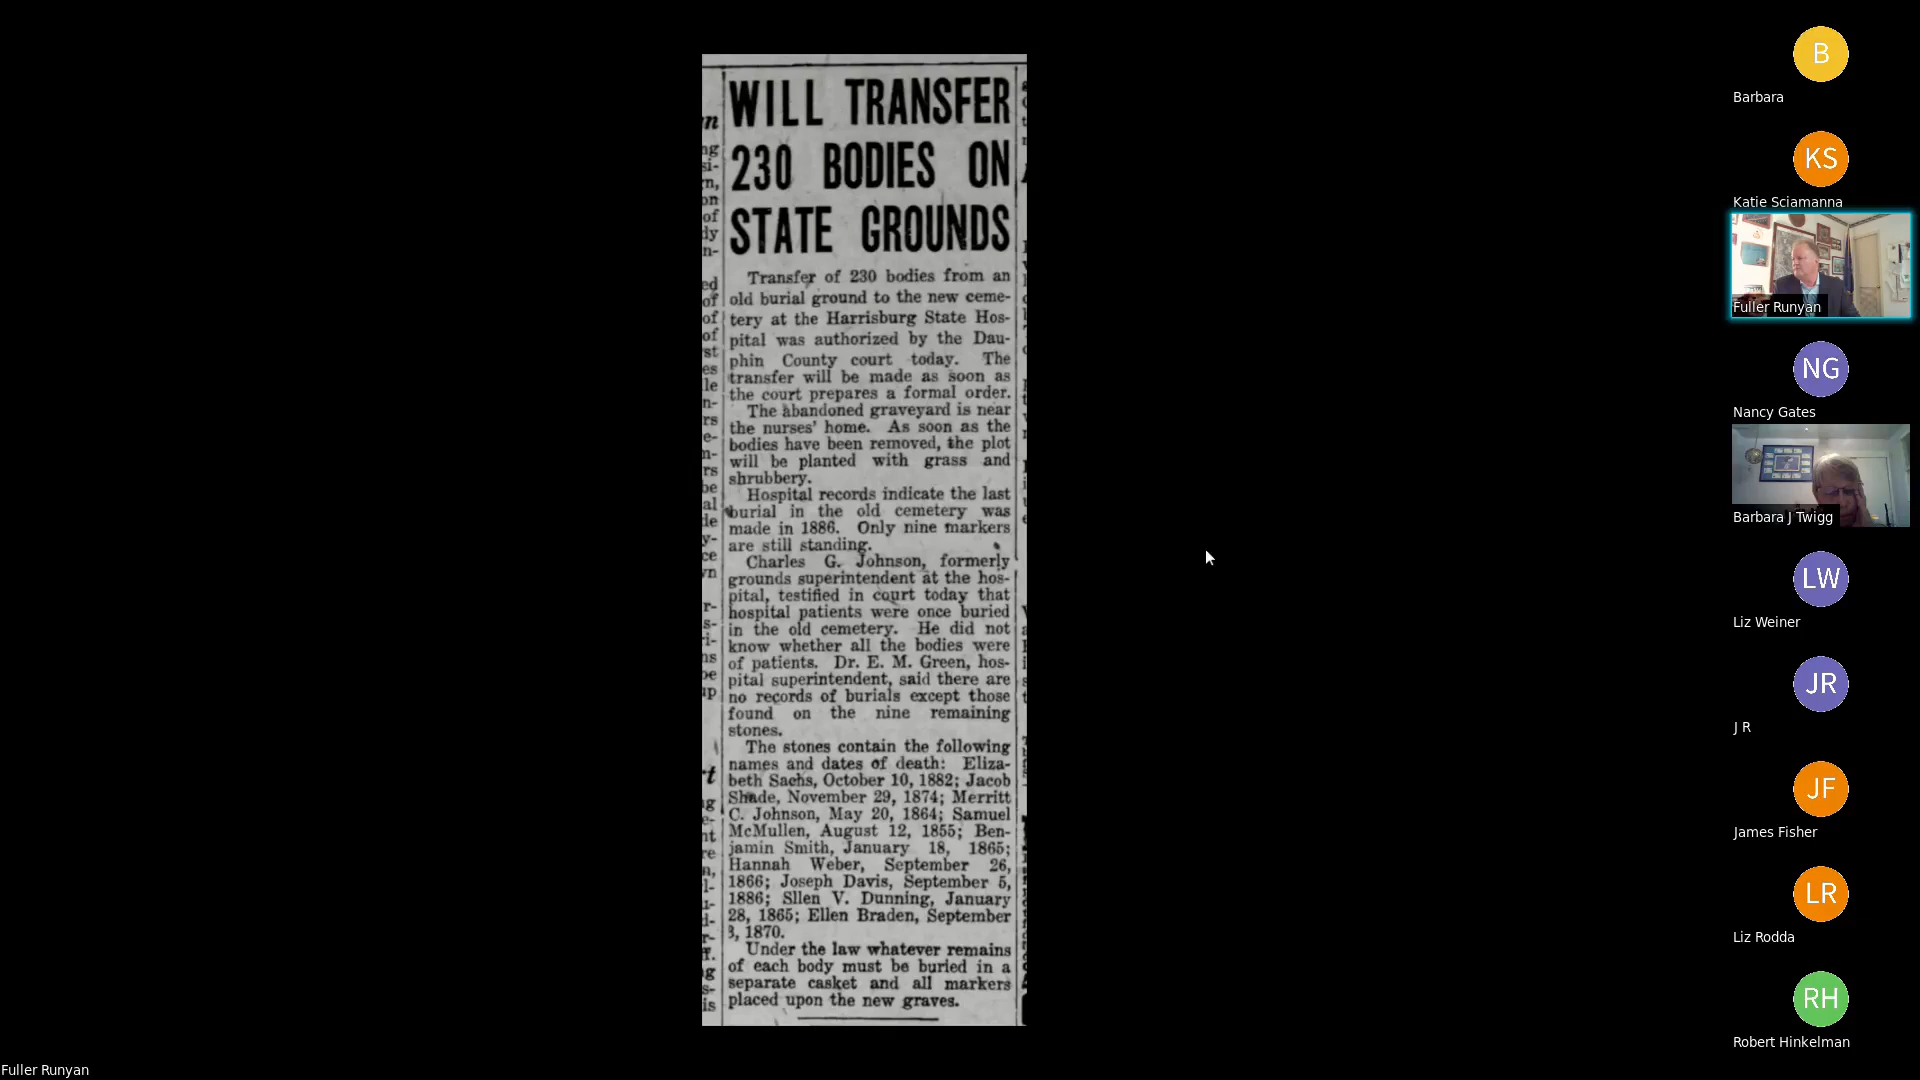 WILL TRANSFER
230 BODIES ON
STATE GROUNDS
Transfer of 230 bodies from an
old burial ground to the new ceme-
tery at the Harrisburg State Hos-
pital was authorized by the Dau-
phin County court today. The
transfer will be made as soon as
the court prepares a formal order.
The abandoned graveyard is near
the nurses' home. As soon as the
bodies have been removed, the plot
will be planted with grass and
shrubbery.
Hospital records indicate the last
burial in the old cemetery was
made in 1886. Only nine markers
are still standing.
Charles G. Johnson, formerly
grounds superintendent at the hos-
pital, testified in court today that
hospital patients were once buried
in the old cemetery. He did not
know whether all the bodies were
of patients. Dr. E. M. Green, hos-
pital superintendent, said there are
no records of burials except those
found on the nine remaining
stones.
The stones contain the following
names and dates of death: Eliza-
beth Sachs, October 10, 1882; Jacob
Shade, November 29, 1874; Merritt
C. Johnson, May 20, 1864; Samuel
McMullen, August 12, 1855; Ben-
jamin Smith, January 18, 1865;
Hannah Weber, September 26,
1866; Joseph Davis, September 5,
1886; Sllen V. Dunning, January
28, 1865; Ellen Braden, September
3, 1870.
Under the law whatever remains
of each body must be buried in a
separate casket and all markers
placed upon the new graves.
B
Barbara
KS
Katie Sciamanna
Fuller Runyan
NG
Nancy Gates
Barbara J Twigg
LW
Liz Weiner
JR
J R
JF
James Fisher
LR
Liz Rodda
RH
Robert Hinkelman
Fuller Runyan